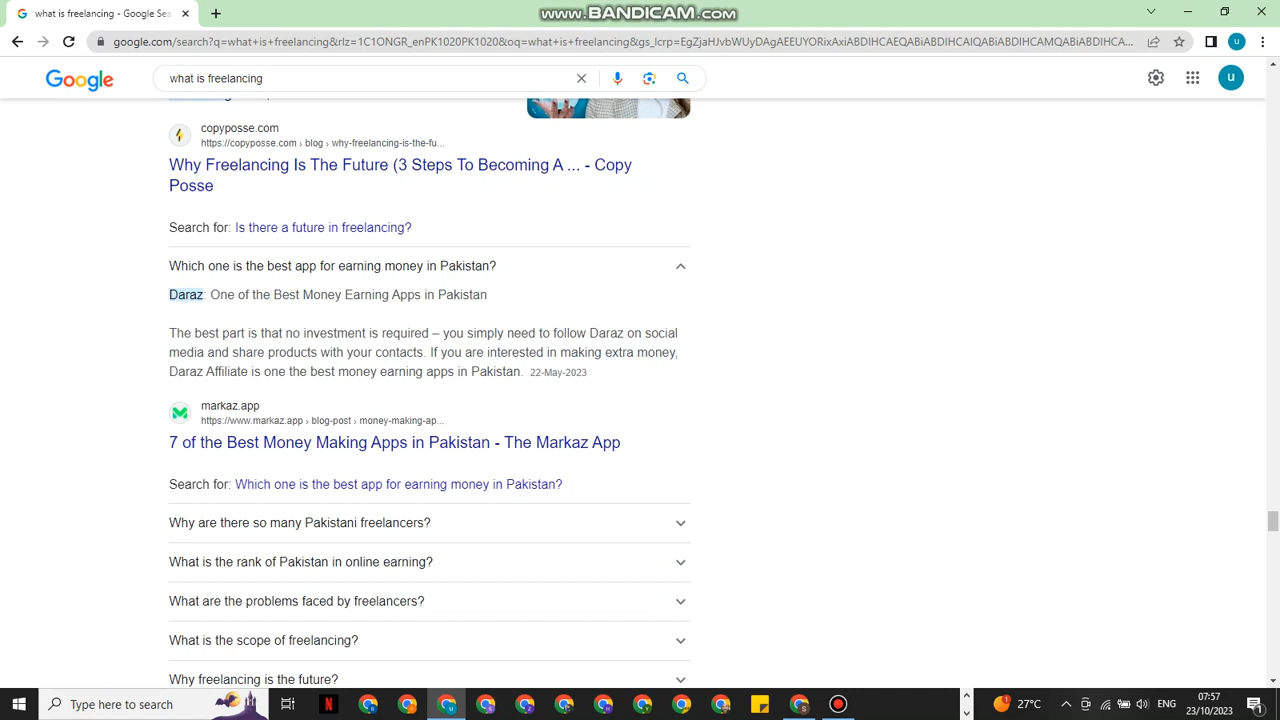 www.BANDICAM.com
what is freelancing - Google Sea
google.com/search?q=what+is+freelancing&rlz=1C1ONGR_enPK1020PK1020&oq=what+is+freelancing&gs_lcrp=EgZjaHJvbWUyDAgAEEUYORixAxiABDIHCAEQABiABDIHCAIQABiABDIHCAMQABiABDIHCA...
u
Google
what is freelancing
u
copyposse.com
https://copyposse.com › blog › why-freelancing-is-the-fu...
Why Freelancing Is The Future (3 Steps To Becoming A ... - Copy
Posse
Search for: Is there a future in freelancing?
Which one is the best app for earning money in Pakistan?
Daraz: One of the Best Money Earning Apps in Pakistan
The best part is that no investment is required – you simply need to follow Daraz on social
media and share products with your contacts. If you are interested in making extra money,
Daraz Affiliate is one the best money earning apps in Pakistan. 22-May-2023
markaz.app
https://www.markaz.app › blog-post › money-making-ap...
7 of the Best Money Making Apps in Pakistan - The Markaz App
Search for: Which one is the best app for earning money in Pakistan?
Why are there so many Pakistani freelancers?
What is the rank of Pakistan in online earning?
What are the problems faced by freelancers?
What is the scope of freelancing?
Why freelancing is the future?
Type here to search
27°C
ENG
07:57
23/10/2023